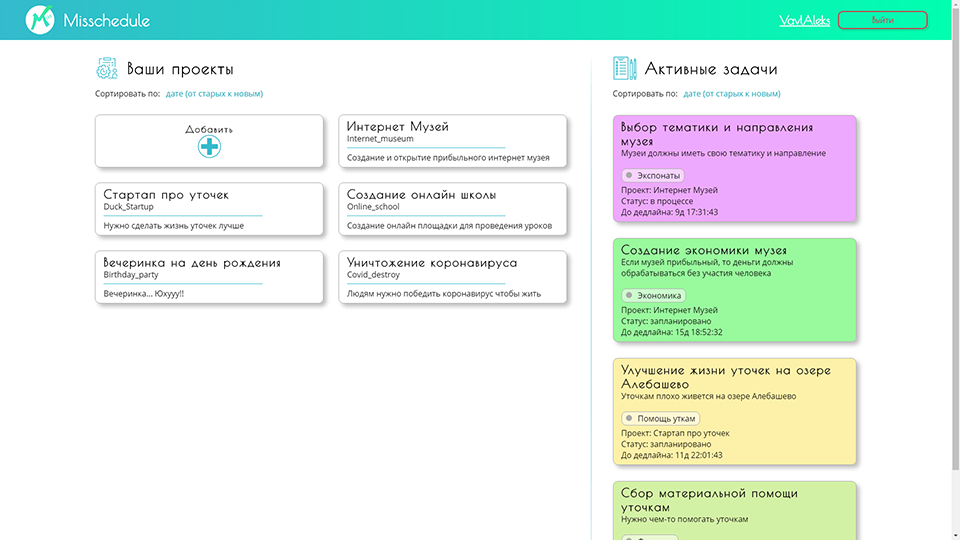 Misschedule
VavlAleks
Выйти
Ваши проекты
Сортировать по: дате (от старых к новым)
Добавить
Интернет Музей
Internet_museum
Создание и открытие прибыльного интернет музея
Стартап про уточек
Duck_Startup
Нужно сделать жизнь уточек лучше
Создание онлайн школы
Online_school
Создание онлайн площадки для проведения уроков
Вечеринка на день рождения
Birthday_party
Вечеринка... Юхууу!!
Уничтожение коронавируса
Covid_destroy
Людям нужно победить коронавирус чтобы жить
Активные задачи
Сортировать по: дате (от старых к новым)
Выбор тематики и направления
музея
Музеи должны иметь свою тематику и направление
Экспонаты
Проект: Интернет Музей
Статус: в процессе
До дедлайна: 9д 17:31:43
Создание экономики музея
Если музей прибыльный, то деньги должны
обрабатываться без участия человека
Экономика
Проект: Интернет Музей
Статус: запланировано
До дедлайна: 15д 18:52:32
Улучшение жизни уточек на озере
Алебашево
Уточкам плохо живется на озере Алебашево
Помощь уткам
Проект: Стартап про уточек
Статус: запланировано
До дедлайна: 11д 22:01:43
Сбор материальной помощи
уточкам
Нужно чем-то помогать уточкам